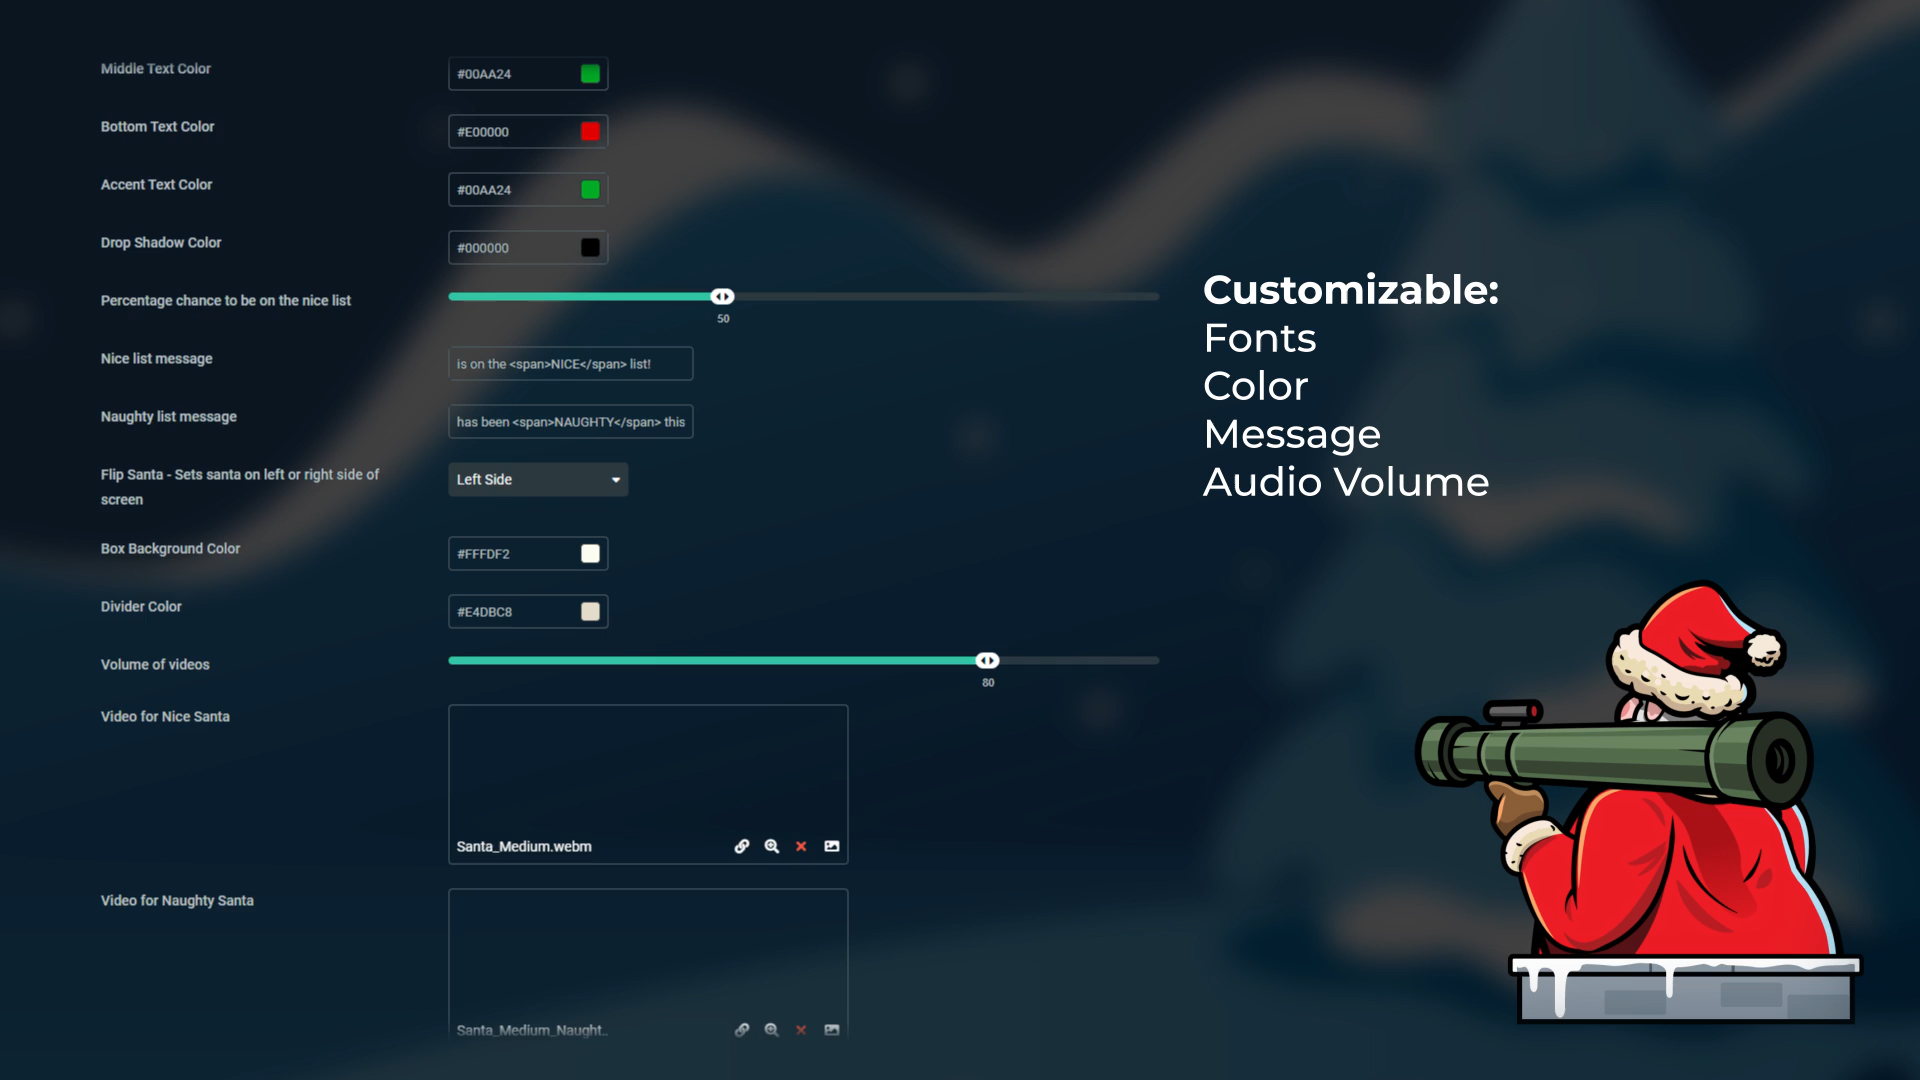 Middle Text Color
#00AA24
Bottom Text Color
#E00000
Accent Text Color
#00AA24
Drop Shadow Color
#000000
Percentage chance to be on the nice list
50
Nice list message
is on the <span>NICE</span> list!
Naughty list message
has been <span>NAUGHTY</span> this
Flip Santa - Sets santa on left or right side of
screen
Left Side
Box Background Color
#FFFDF2
Divider Color
#E4DBC8
Volume of videos
80
Video for Nice Santa
Santa_Medium.webm
Video for Naughty Santa
Santa_Medium_Naught..
Customizable:
Fonts
Color
Message
Audio Volume